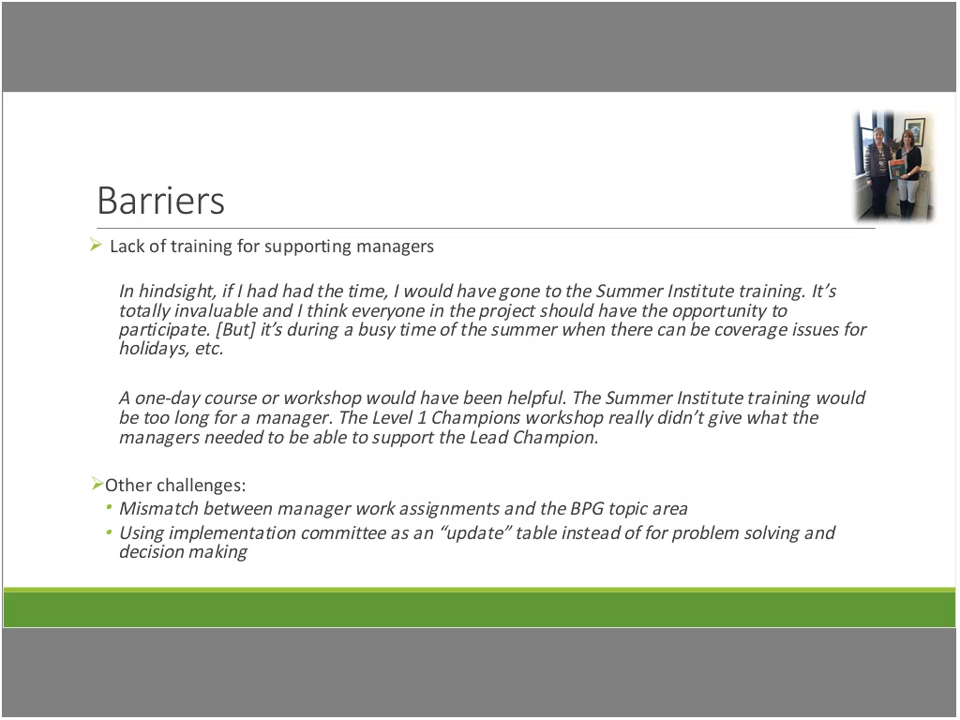 Barriers
Lack of training for supporting managers
In hindsight, if I had had the time, I would have gone to the Summer Institute training. It's
totally invaluable and I think everyone in the project should have the opportunity to
participate. [But] it's during a busy time of the summer when there can be coverage issues for
holidays, etc.
A one-day course or workshop would have been helpful. The Summer Institute training would
be too long for a manager. The Level 1 Champions workshop really didn't give what the
managers needed to be able to support the Lead Champion.
Other challenges:
• Mismatch between manager work assignments and the BPG topic area
• Using implementation committee as an “update” table instead of for problem solving and
decision making